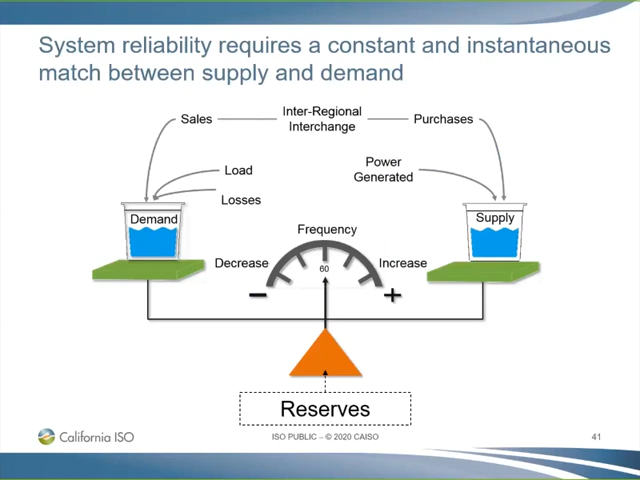 System reliability requires a constant and instantaneous
match between supply and demand
Sales
Inter-Regional
Interchange
Purchases
Load
Losses
Power
Generated
Demand
Supply
Frequency
Decrease
60
Increase
− +
Reserves
California ISO
ISO PUBLIC – © 2020 CAISO
41